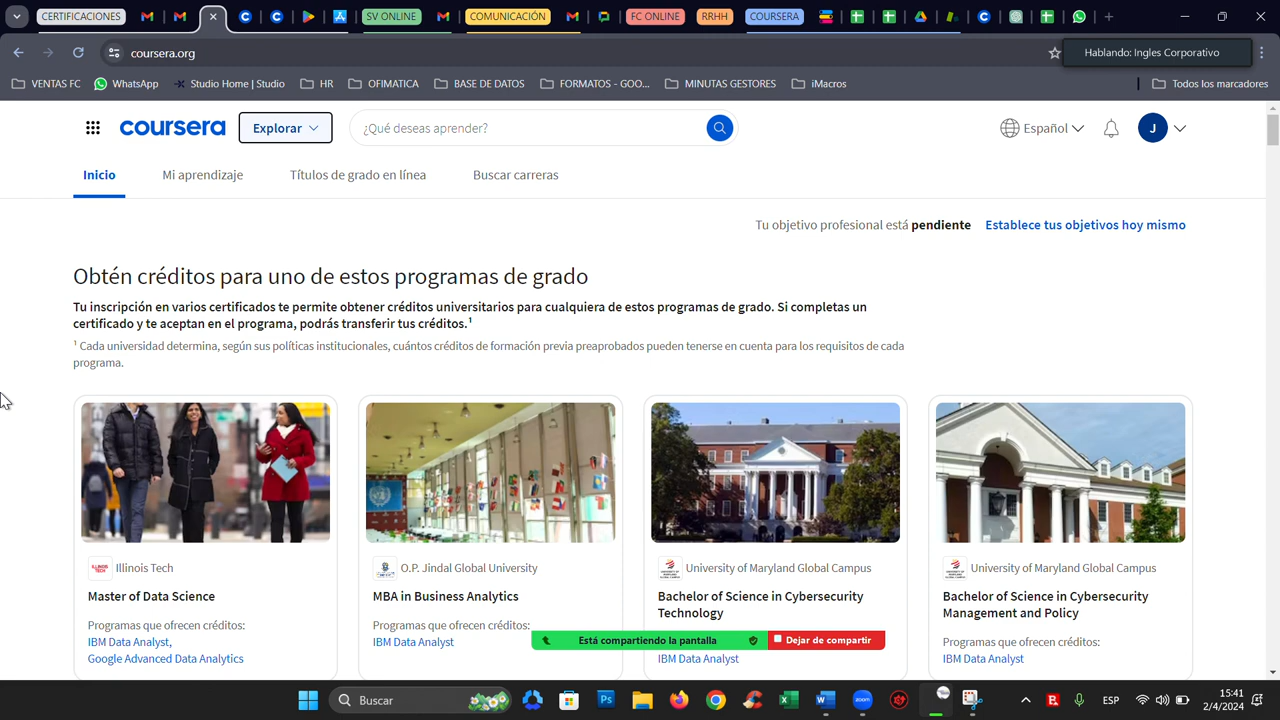 CERTIFICACIONES
SV ONLINE
COMUNICACIÓN
FC ONLINE
RRHH
COURSERA
coursera.org
Hablando: Ingles Corporativo
VENTAS FC
WhatsApp
Studio Home | Studio
HR
OFIMATICA
BASE DE DATOS
FORMATOS - GOO...
MINUTAS GESTORES
iMacros
Todos los marcadores
coursera
Explorar
¿Qué deseas aprender?
Español
J
Inicio
Mi aprendizaje
Títulos de grado en línea
Buscar carreras
Tu objetivo profesional está pendiente
Establece tus objetivos hoy mismo
Obtén créditos para uno de estos programas de grado
Tu inscripción en varios certificados te permite obtener créditos universitarios para cualquiera de estos programas de grado. Si completas un
certificado y te aceptan en el programa, podrás transferir tus créditos.¹
¹ Cada universidad determina, según sus políticas institucionales, cuántos créditos de formación previa preaprobados pueden tenerse en cuenta para los requisitos de cada
programa.
Illinois Tech
Master of Data Science
Programas que ofrecen créditos:
IBM Data Analyst,
Google Advanced Data Analytics
O.P. Jindal Global University
MBA in Business Analytics
Programas que ofrecen créditos:
IBM Data Analyst
University of Maryland Global Campus
Bachelor of Science in Cybersecurity
Technology
IBM Data Analyst
University of Maryland Global Campus
Bachelor of Science in Cybersecurity
Management and Policy
Programas que ofrecen créditos:
IBM Data Analyst
Está compartiendo la pantalla
Dejar de compartir
Buscar
ESP
15:41
2/4/2024